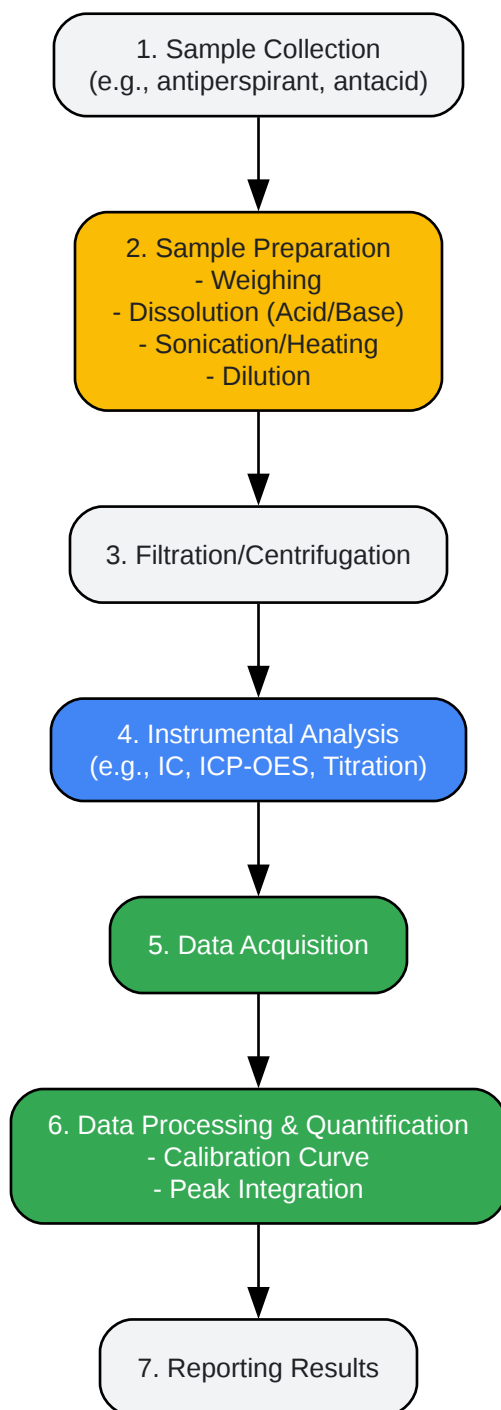 1. Sample Collection
(e.g., antiperspirant, antacid)
2. Sample Preparation
- Weighing
- Dissolution (Acid/Base)
- Sonication/Heating
- Dilution
3. Filtration/Centrifugation
4. Instrumental Analysis
(e.g., IC, ICP-OES, Titration)
5. Data Acquisition
6. Data Processing & Quantification
- Calibration Curve
- Peak Integration
7. Reporting Results